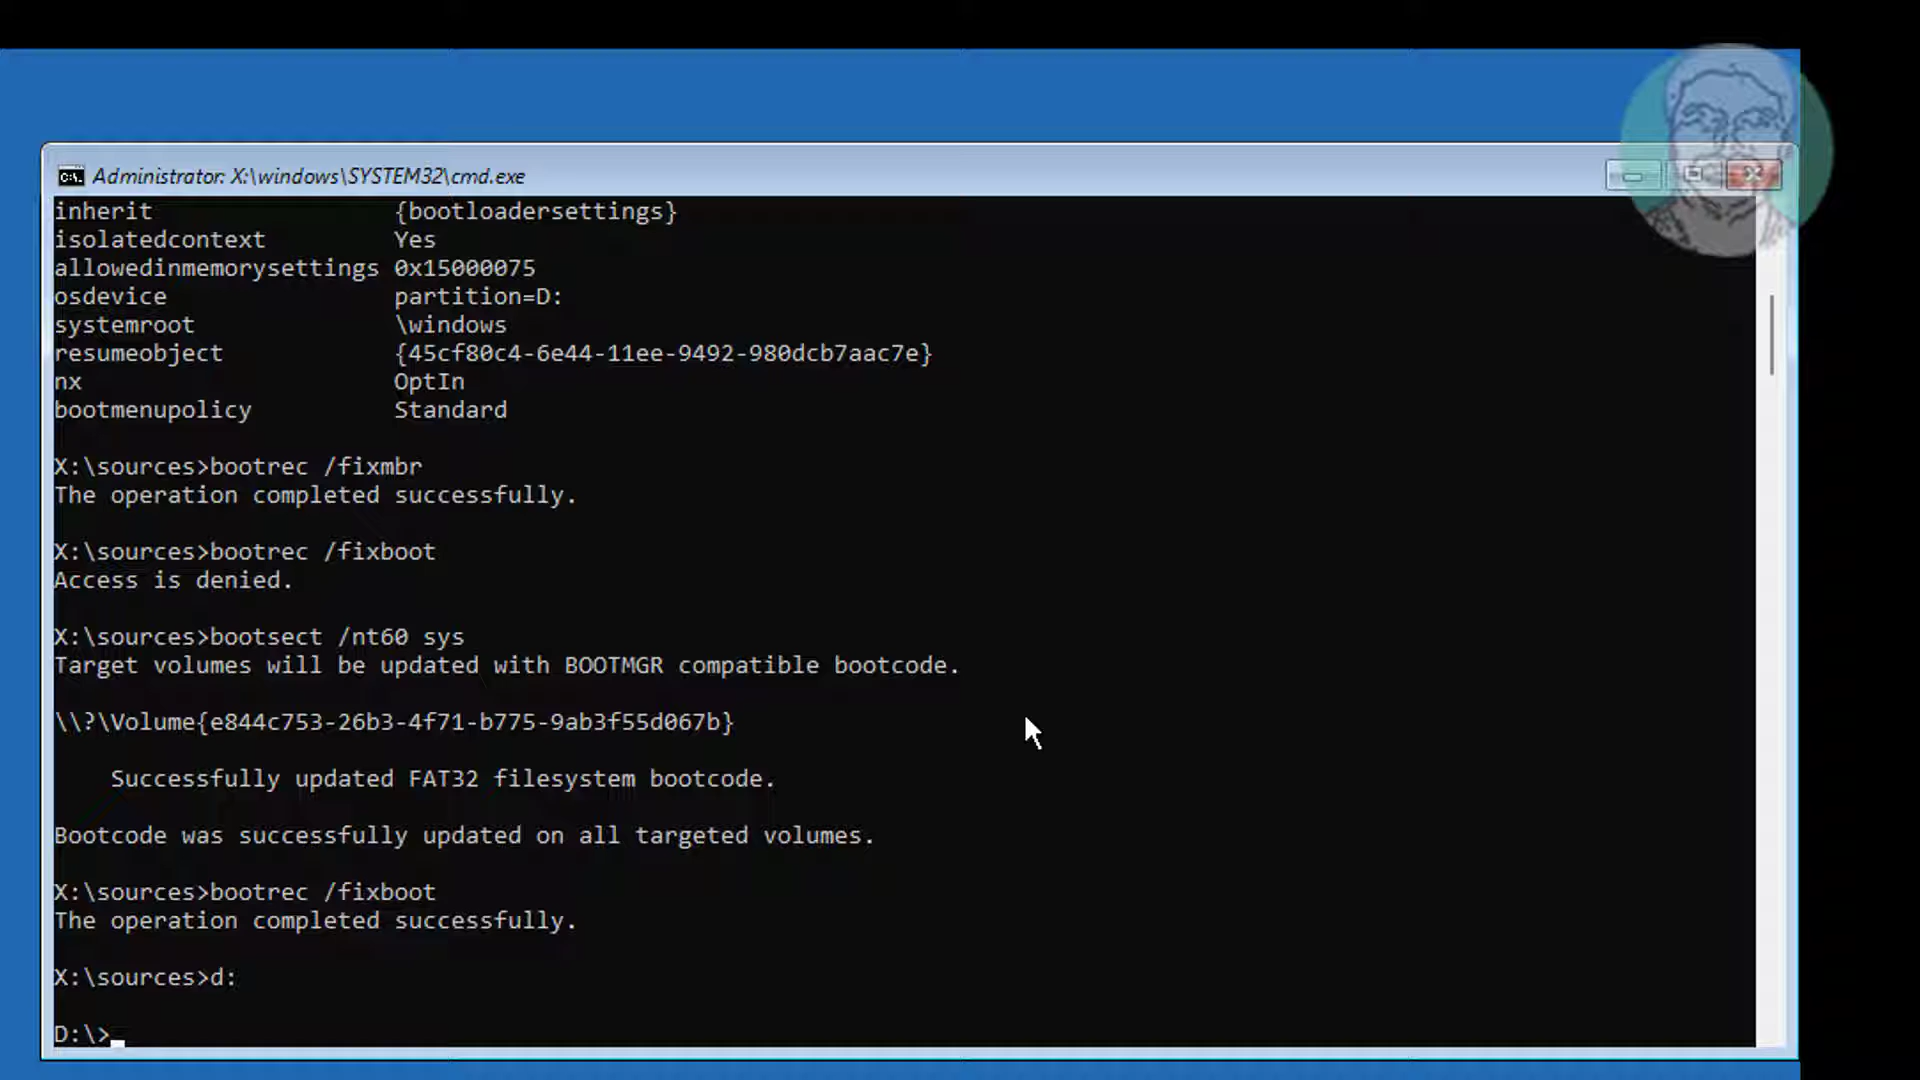 Administrator: X:\windows\SYSTEM32\cmd.exe
inherit {bootloadersettings}
isolatedcontext Yes
allowedinmemorysettings 0x15000075
osdevice partition=D:
systemroot \windows
resumeobject {45cf80c4-6e44-11ee-9492-980dcb7aac7e}
nx OptIn
bootmenupolicy Standard
X:\sources>bootrec /fixmbr
The operation completed successfully.
X:\sources>bootrec /fixboot
Access is denied.
X:\sources>bootsect /nt60 sys
Target volumes will be updated with BOOTMGR compatible bootcode.
\\?\Volume{e844c753-26b3-4f71-b775-9ab3f55d067b}
Successfully updated FAT32 filesystem bootcode.
Bootcode was successfully updated on all targeted volumes.
X:\sources>bootrec /fixboot
The operation completed successfully.
X:\sources>d:
D:\>